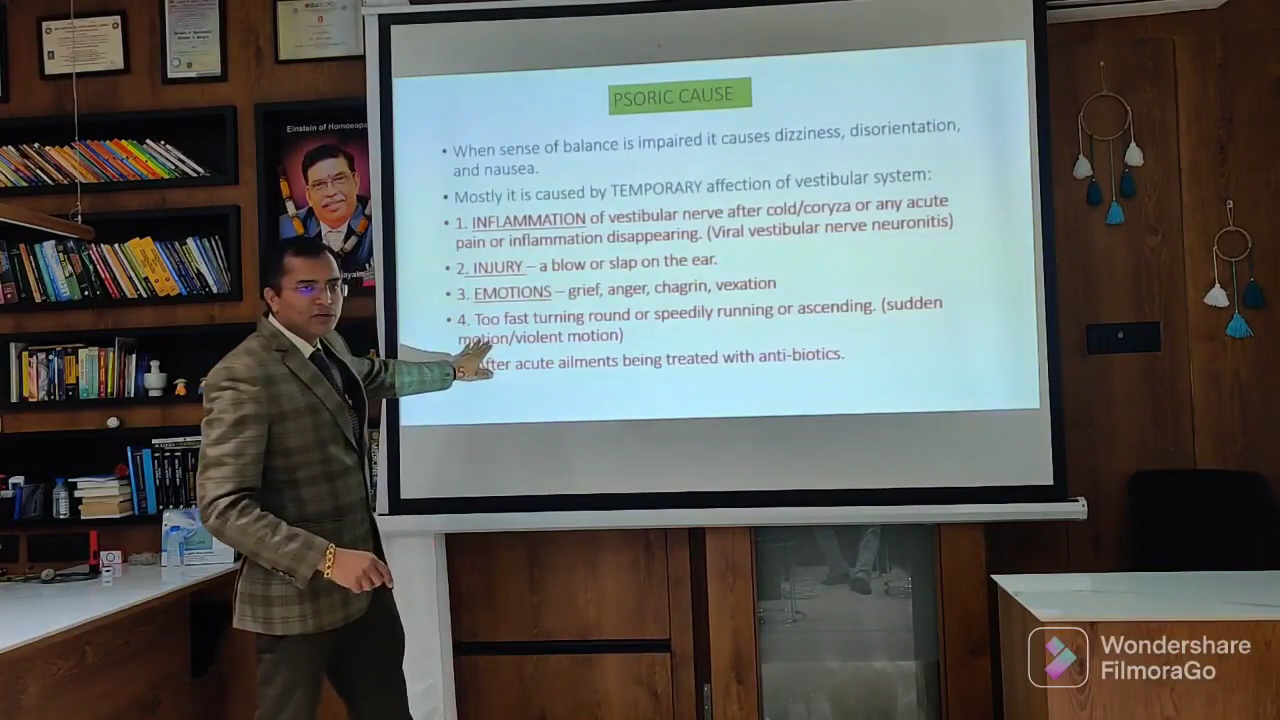 Einstein of Homoeopa
PSORIC CAUSE
• When sense of balance is impaired it causes dizziness, disorientation,
and nausea.
• Mostly it is caused by TEMPORARY affection of vestibular system:
• 1. INFLAMMATION of vestibular nerve after cold/coryza or any acute
pain or inflammation disappearing. (Viral vestibular nerve neuronitis)
• 2. INJURY – a blow or slap on the ear.
• 3. EMOTIONS – grief, anger, chagrin, vexation
• 4. Too fast turning round or speedily running or ascending. (sudden
motion/violent motion)
5. After acute ailments being treated with anti-biotics.
Wondershare
FilmoraGo